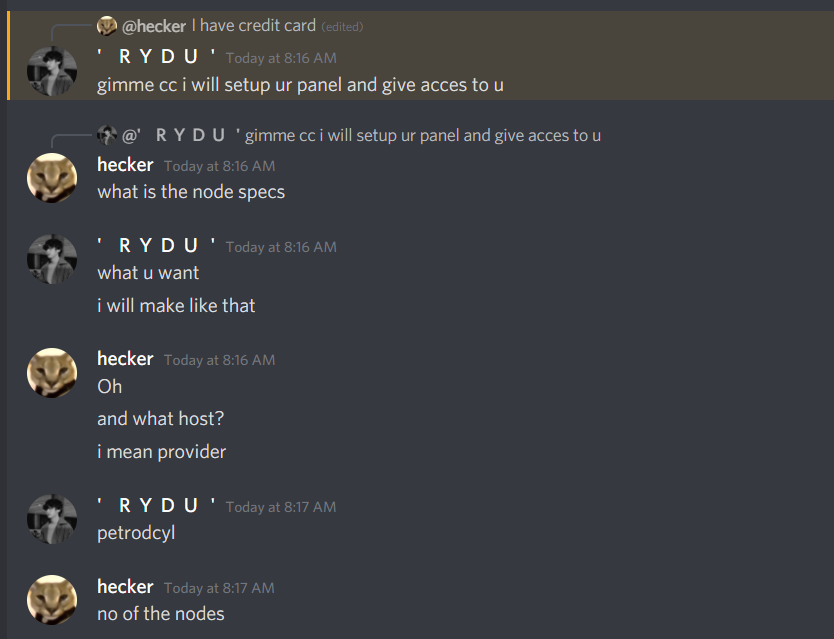 @hecker I have credit card (edited)
' R Y D U ' Today at 8:16 AM
gimme cc i will setup ur panel and give acces to u
@' R Y D U ' gimme cc i will setup ur panel and give acces to u
hecker Today at 8:16 AM
what is the node specs
' R Y D U ' Today at 8:16 AM
what u want
i will make like that
hecker Today at 8:16 AM
Oh
and what host?
i mean provider
' R Y D U ' Today at 8:17 AM
petrodcyl
hecker Today at 8:17 AM
no of the nodes